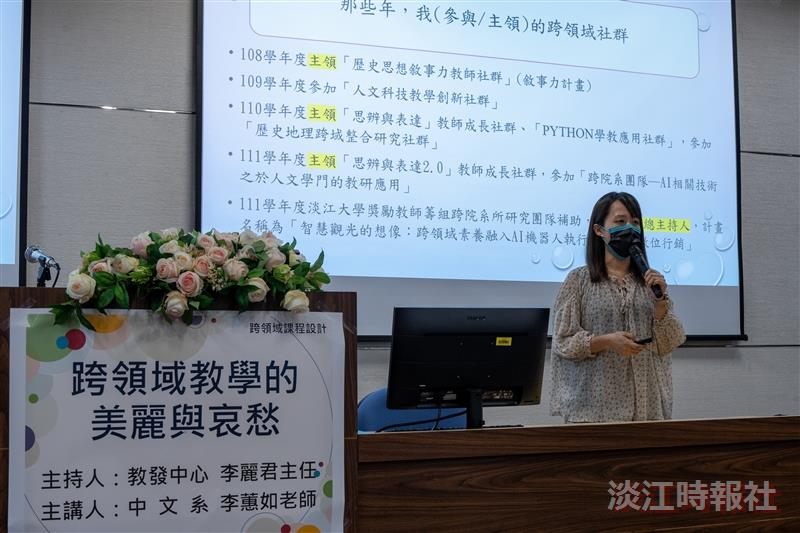 那些年，我(參與/主領)的跨領域社群
• 108學年度主領「歷史思想敘事力教師社群」(敘事力計畫)
• 109學年度參加「人文科技教學創新社群」
• 110學年度主領「思辨與表達」教師成長社群、「PYTHON學教應用社群」，參加
「歷史地理跨域整合研究社群」
• 111學年度主領「思辨與表達2.0」教師成長社群，參加「跨院系團隊—AI相關技術
之於人文學門的教研應用」
• 111學年度淡江大學獎勵教師籌組跨院系所研究團隊補助，總主持人，計畫
名稱為「智慧觀光的想像：跨領域素養融入AI機器人執行 位行銷」
跨領域課程設計
跨領域教學的
美麗與哀愁
主持人：教發中心 李麗君主任
主講人：中文系 李蕙如老師
淡江時報社